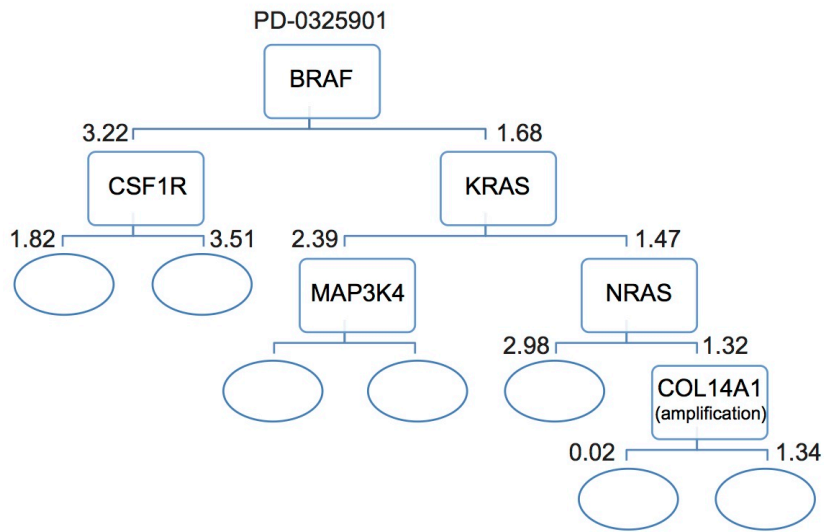 PD-0325901
BRAF
3.22 1.68
CSF1R KRAS
1.82 3.51 2.39 1.47
MAP3K4 NRAS
2.98 1.32
COL14A1
(amplification)
0.02 1.34